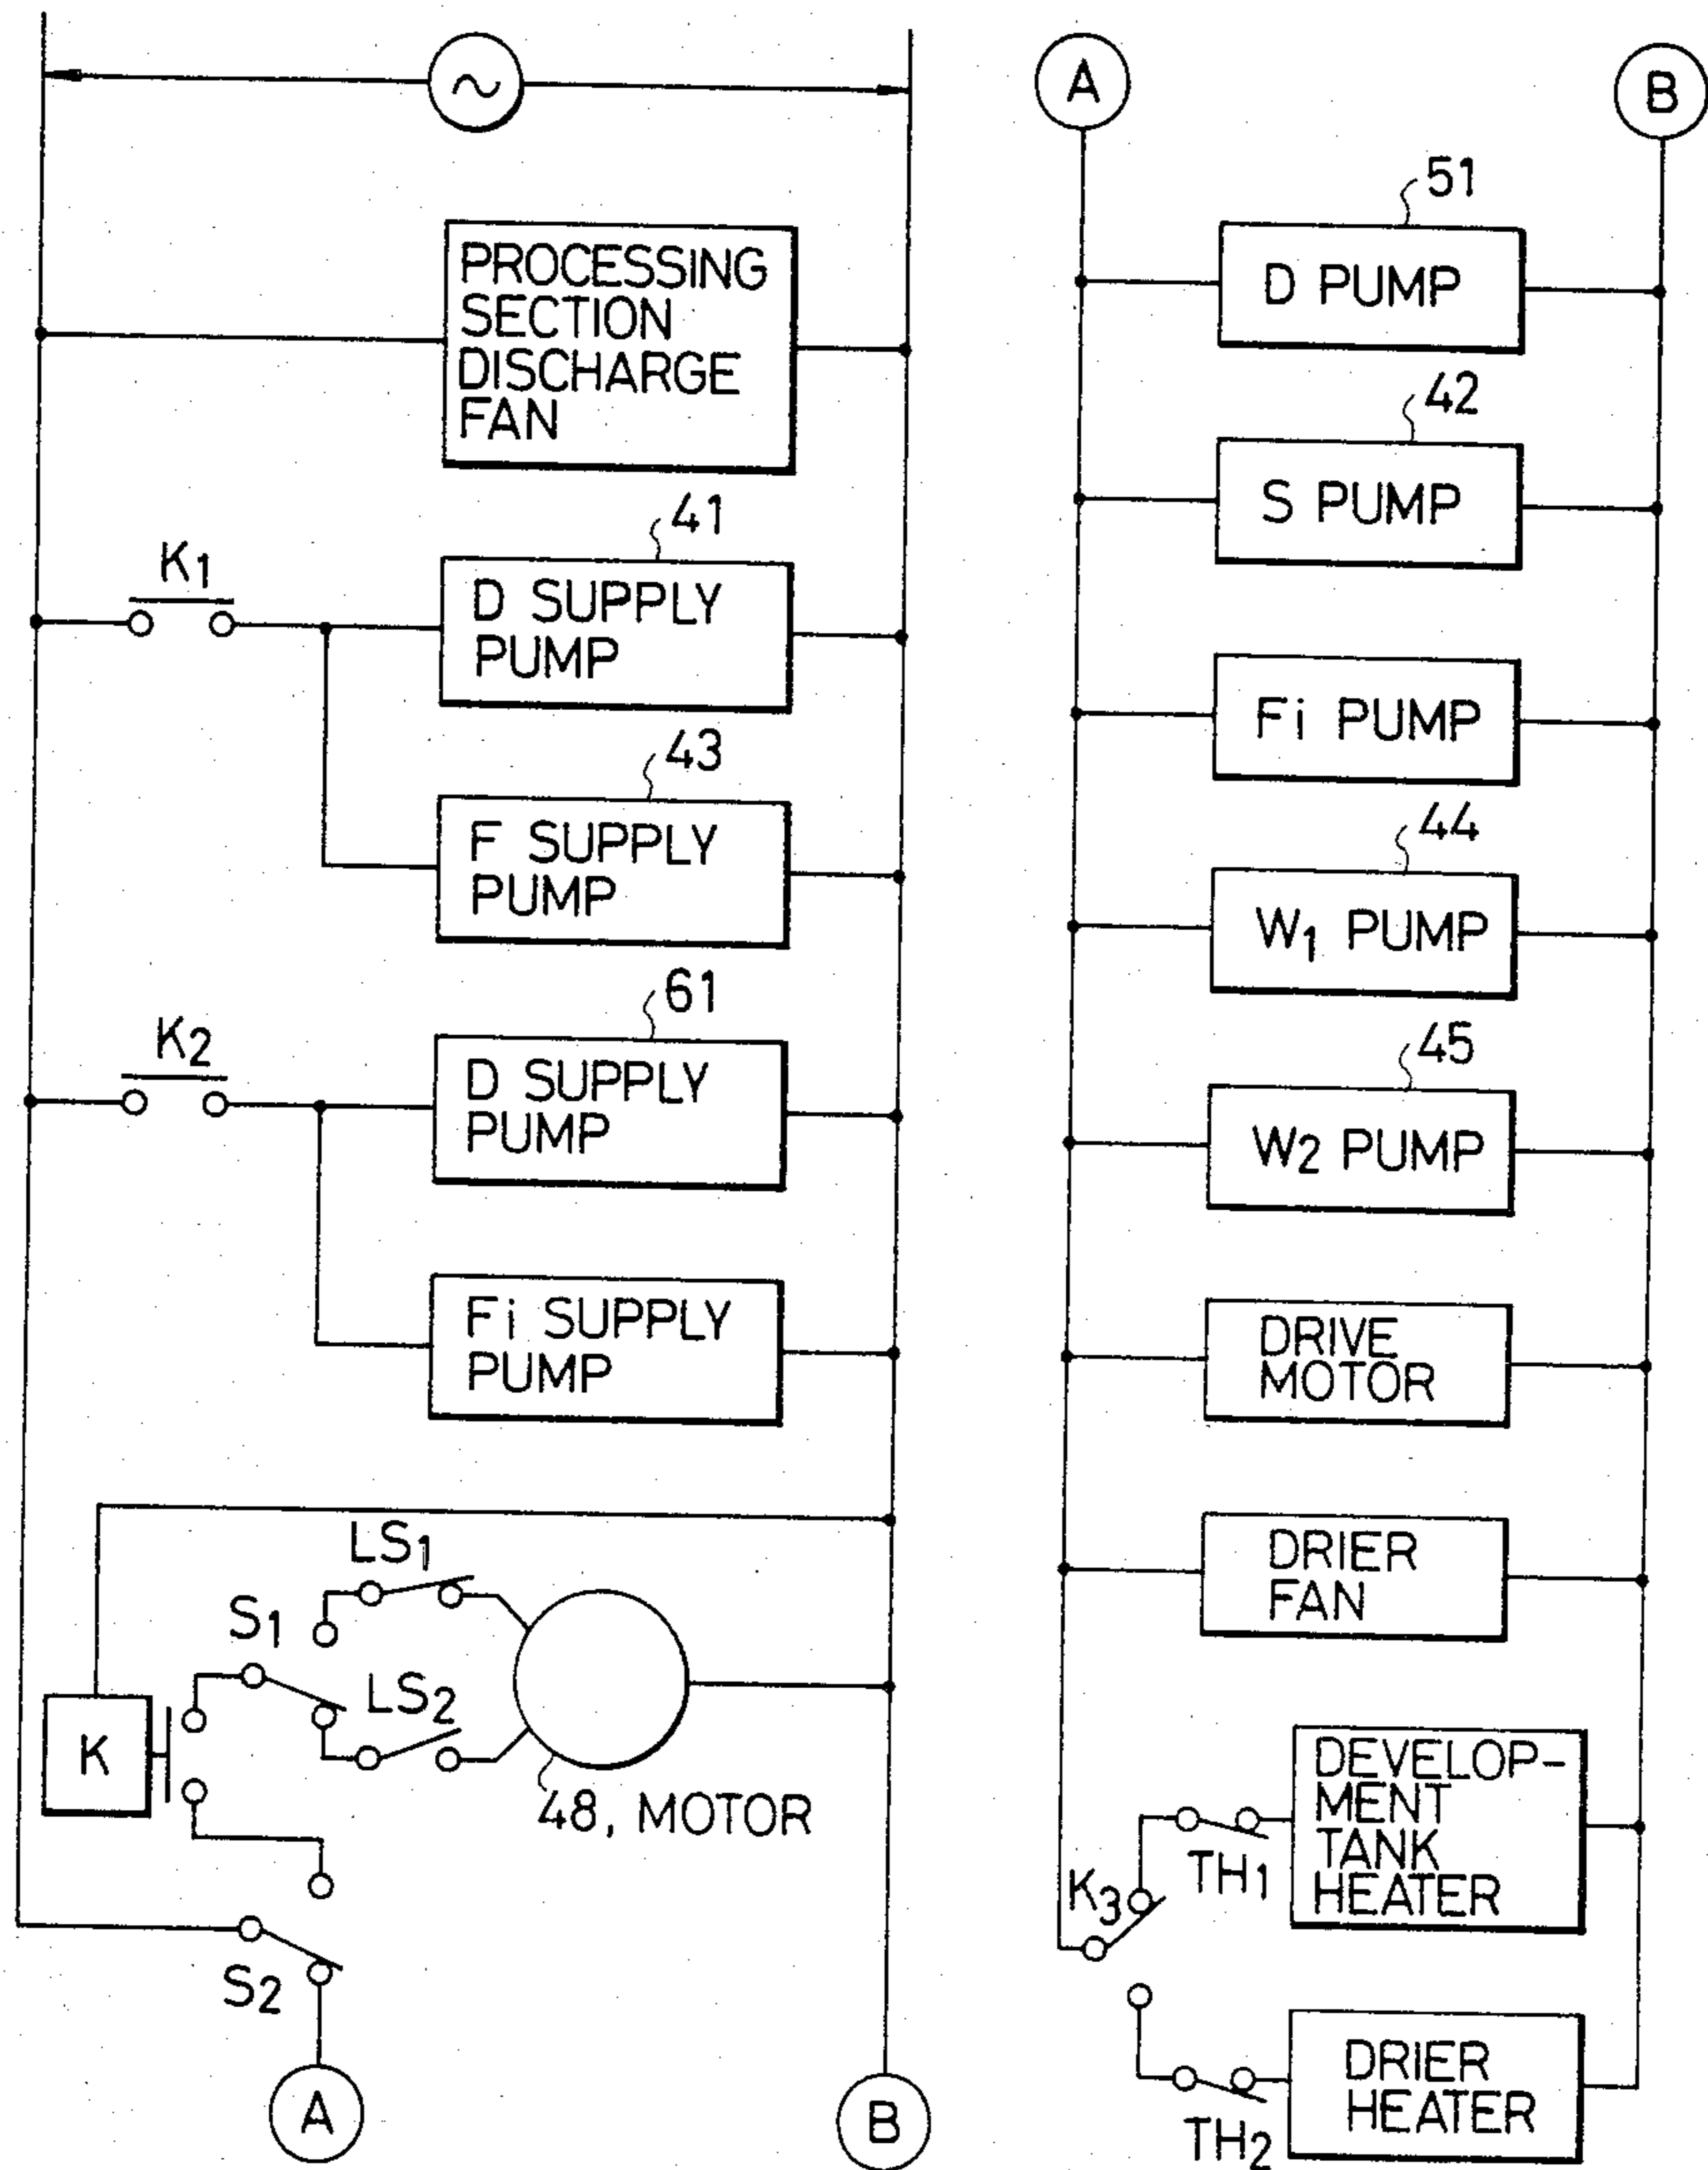 PROCESSING
SECTION
DISCHARGE
FAN
K1
41
D SUPPLY
PUMP
43
F SUPPLY
PUMP
K2
61
D SUPPLY
PUMP
Fi SUPPLY
PUMP
LS1
S1
LS2
K
48, MOTOR
S2
A
B
A
B
51
D PUMP
42
S PUMP
Fi PUMP
44
W1 PUMP
45
W2 PUMP
DRIVE
MOTOR
DRIER
FAN
DEVELOP-
MENT
TANK
HEATER
TH1
K3
DRIER
HEATER
TH2